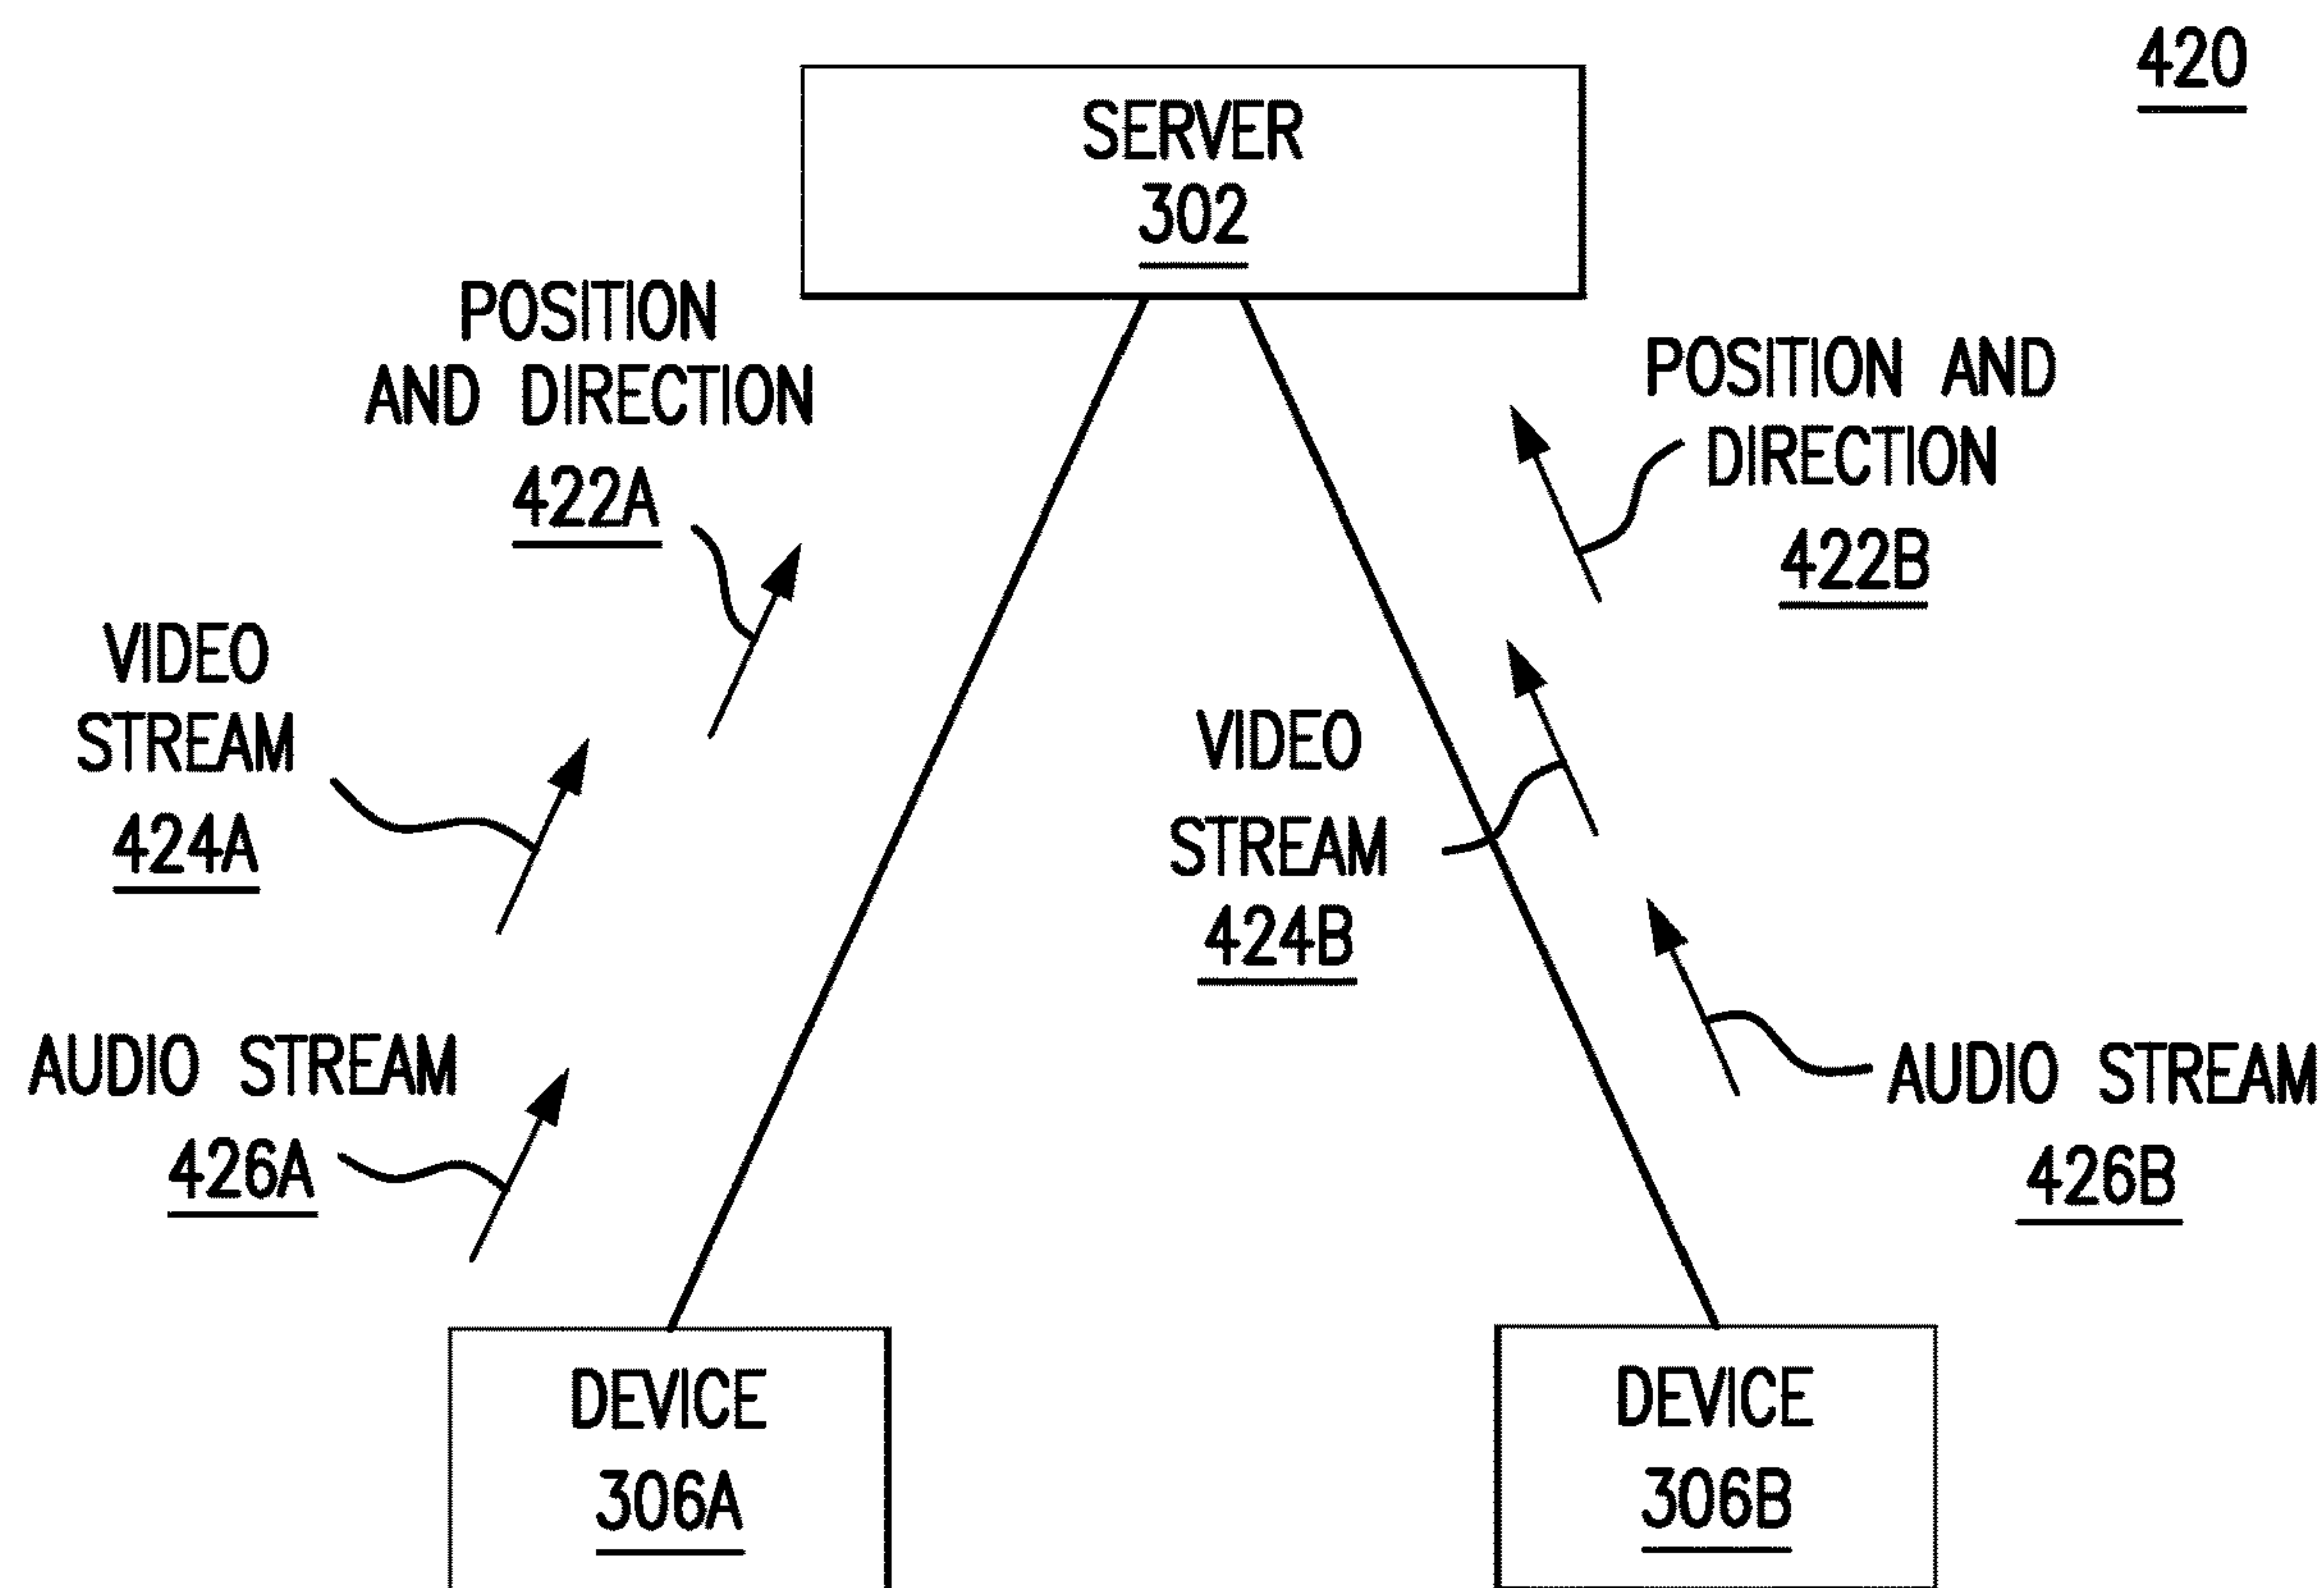 420
SERVER
302
POSITION
AND DIRECTION
422A
POSITION AND
DIRECTION
422B
VIDEO
STREAM
424A
VIDEO
STREAM
424B
AUDIO STREAM
426A
AUDIO STREAM
426B
DEVICE
306A
DEVICE
306B